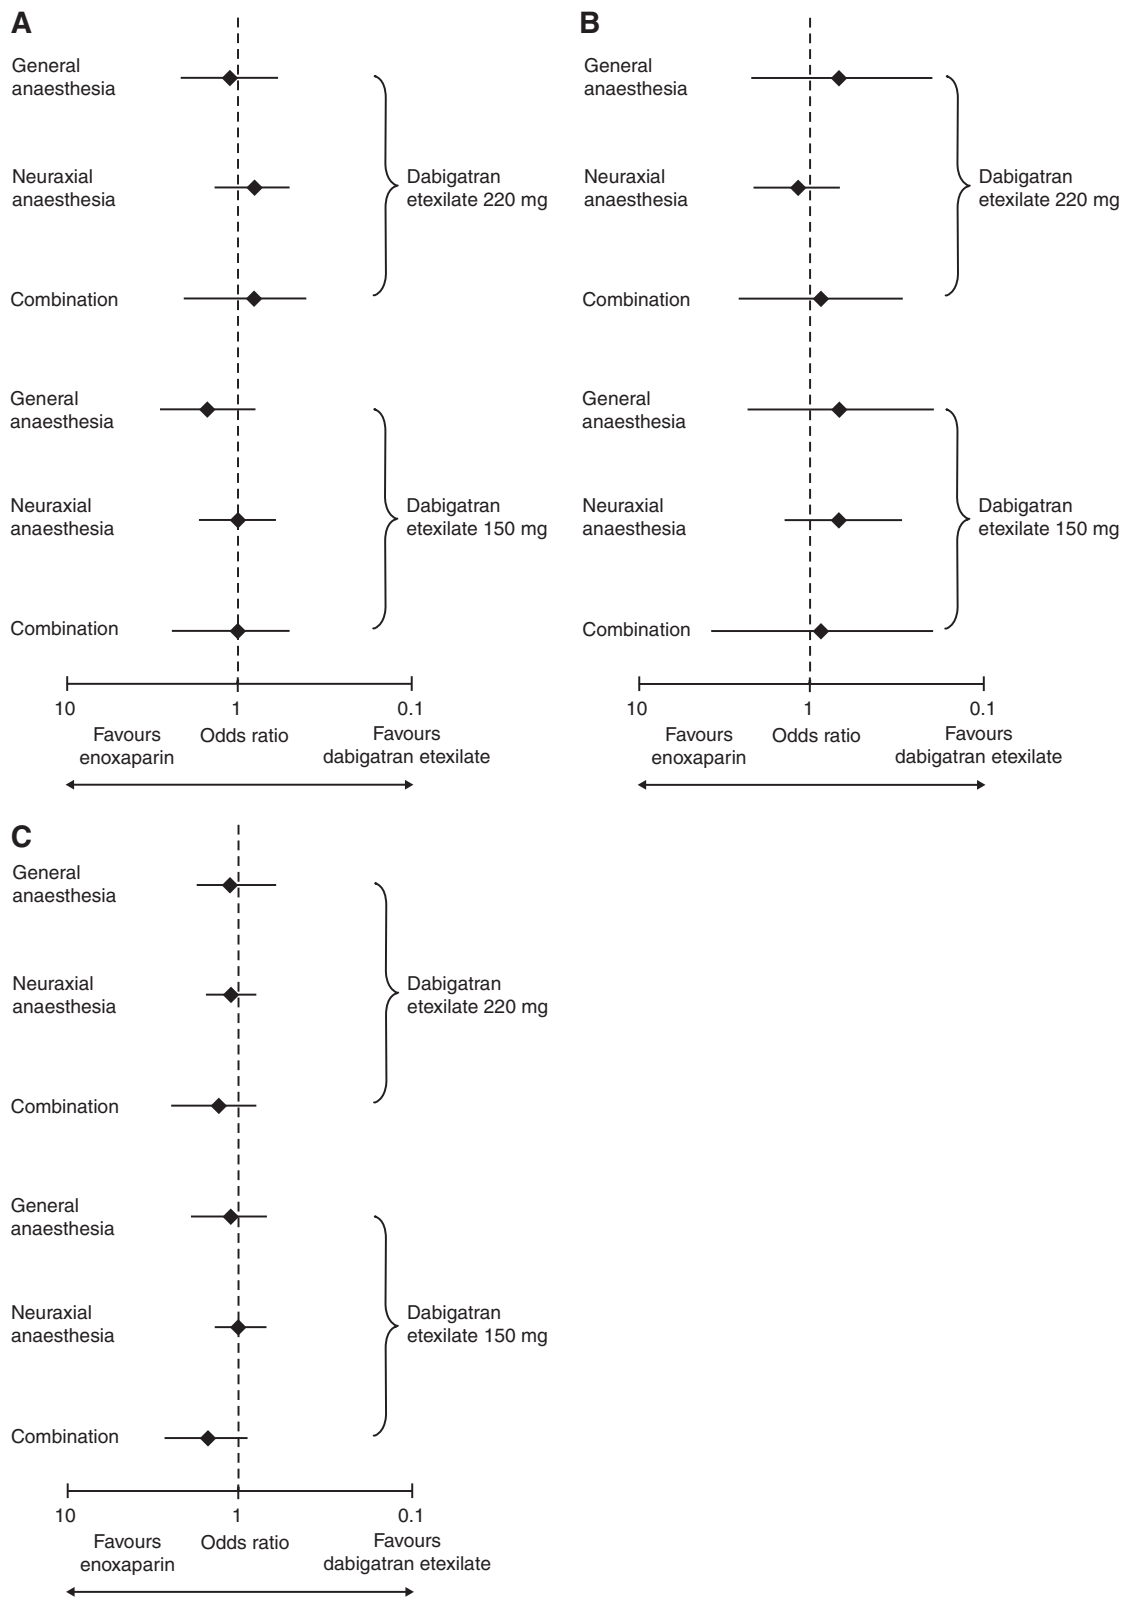 A
General
anaesthesia
Neuraxial
anaesthesia
Dabigatran
etexilate 220 mg
Combination
General
anaesthesia
Neuraxial
anaesthesia
Dabigatran
etexilate 150 mg
Combination
10
1
0.1
Favours
enoxaparin
Odds ratio
Favours
dabigatran etexilate
B
General
anaesthesia
Neuraxial
anaesthesia
Dabigatran
etexilate 220 mg
Combination
General
anaesthesia
Neuraxial
anaesthesia
Dabigatran
etexilate 150 mg
Combination
10
1
0.1
Favours
enoxaparin
Odds ratio
Favours
dabigatran etexilate
C
General
anaesthesia
Neuraxial
anaesthesia
Dabigatran
etexilate 220 mg
Combination
General
anaesthesia
Neuraxial
anaesthesia
Dabigatran
etexilate 150 mg
Combination
10
1
0.1
Favours
enoxaparin
Odds ratio
Favours
dabigatran etexilate